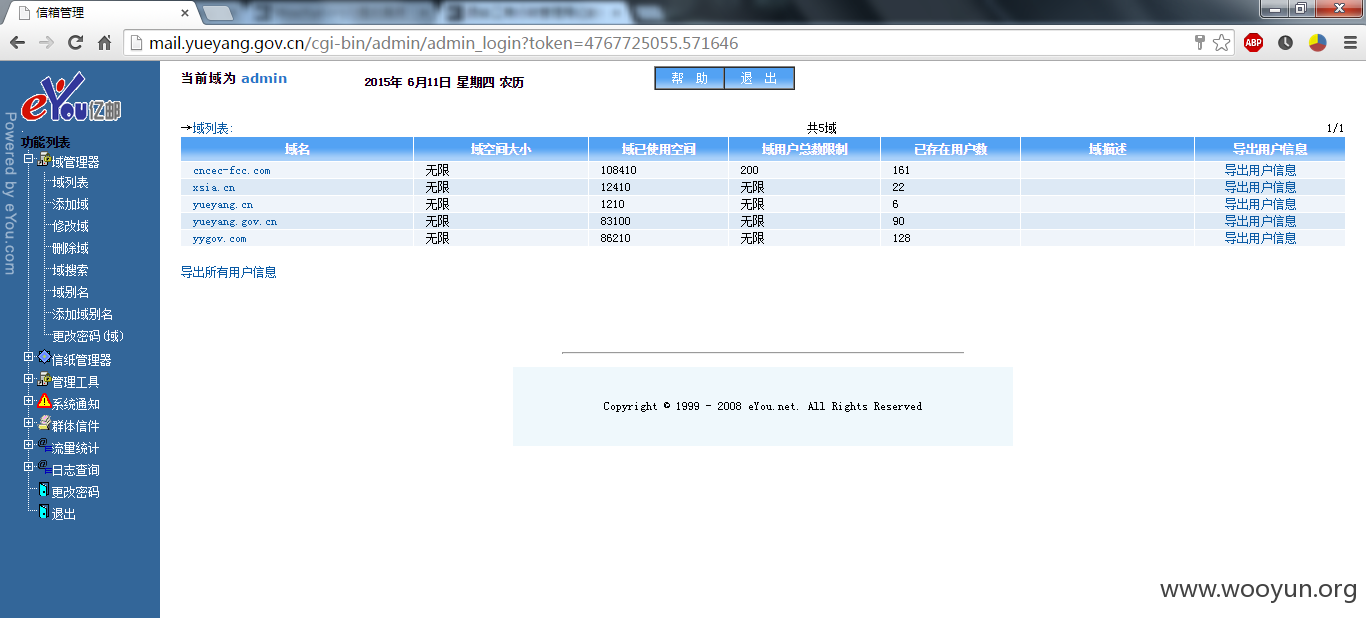 信箱管理
mail.yueyang.gov.cn/cgi-bin/admin/admin_login?token=4767725055.571646
ABP
eYou亿邮
Powered by eYou.com
当前域为 admin
2015年 6月11日 星期四 农历
帮 助
退 出
功能列表
域管理器
域列表
添加域
修改域
删除域
域搜索
域别名
添加域别名
更改密码(域)
信纸管理器
管理工具
系统通知
群体信件
流量统计
日志查询
更改密码
退出
→域列表: 共5域 1/1
域名 域空间大小 域已使用空间 域用户总数限制 已存在用户数 域描述 导出用户信息
cncec-fcc.com 无限 108410 200 161 导出用户信息
xsia.cn 无限 12410 无限 22 导出用户信息
yueyang.cn 无限 1210 无限 6 导出用户信息
yueyang.gov.cn 无限 83100 无限 90 导出用户信息
yygov.com 无限 86210 无限 128 导出用户信息
导出所有用户信息
Copyright © 1999 - 2008 eYou.net. All Rights Reserved
www.wooyun.org